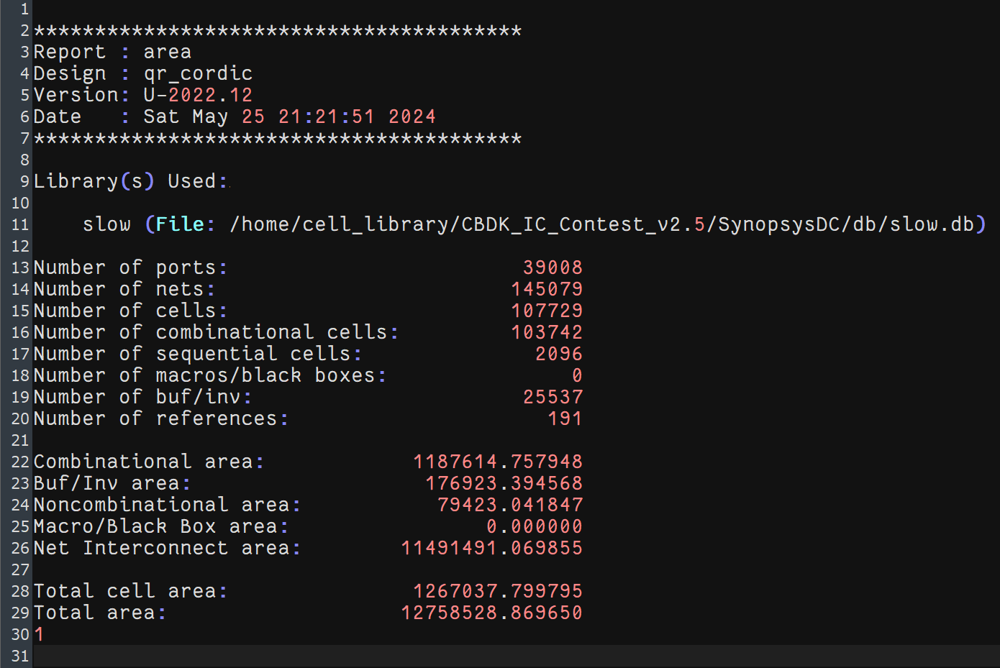 1
2 ****************************************
3 Report : area
4 Design : qr_cordic
5 Version: U-2022.12
6 Date   : Sat May 25 21:21:51 2024
7 ****************************************
8
9 Library(s) Used:
10
11     slow (File: /home/cell_library/CBDK_IC_Contest_v2.5/SynopsysDC/db/slow.db)
12
13 Number of ports:                        39008
14 Number of nets:                        145079
15 Number of cells:                       107729
16 Number of combinational cells:         103742
17 Number of sequential cells:              2096
18 Number of macros/black boxes:               0
19 Number of buf/inv:                      25537
20 Number of references:                     191
21
22 Combinational area:            1187614.757948
23 Buf/Inv area:                   176923.394568
24 Noncombinational area:           79423.041847
25 Macro/Black Box area:                0.000000
26 Net Interconnect area:        11491491.069855
27
28 Total cell area:               1267037.799795
29 Total area:                   12758528.869650
30 1
31